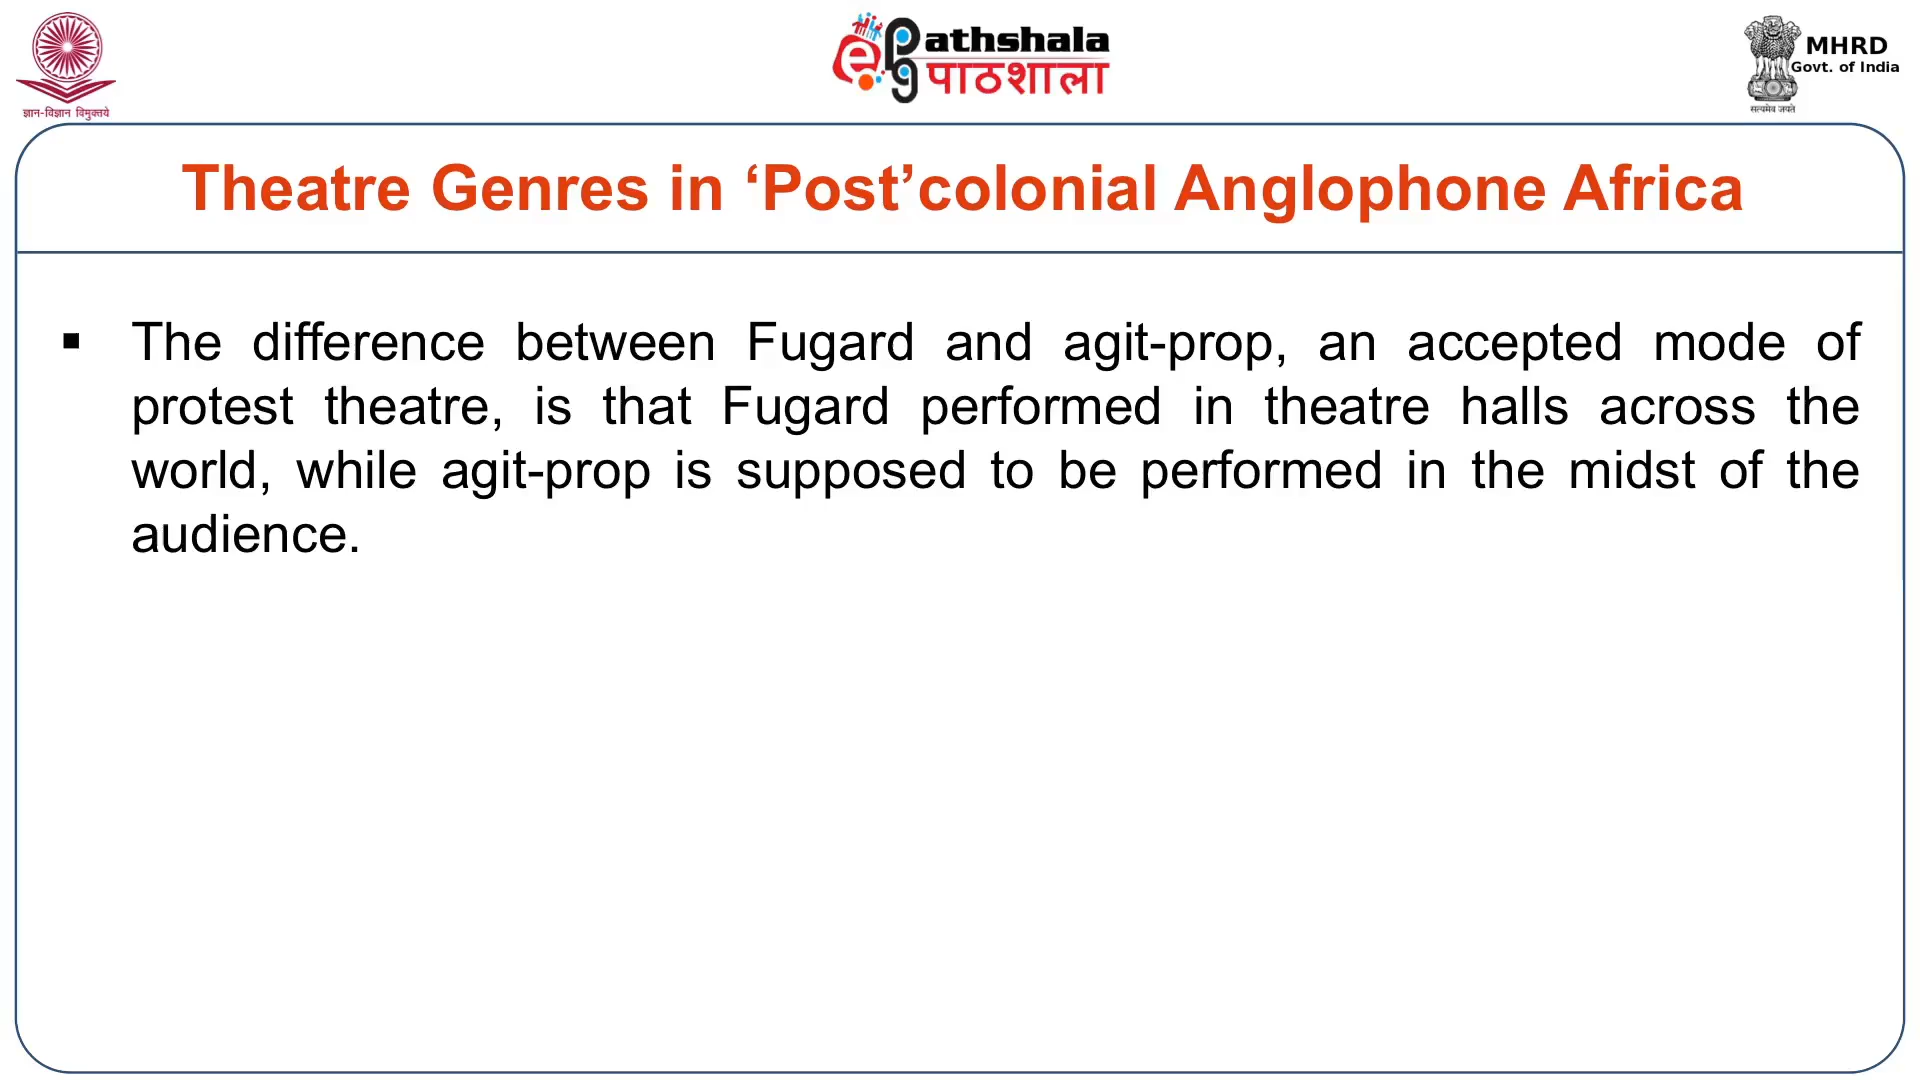 ज्ञान-विज्ञान विमुक्तये
e pg athshala
पाठशाला
MHRD
Govt. of India
सत्यमेव जयते
Theatre Genres in ‘Post’colonial Anglophone Africa
▪ The difference between Fugard and agit-prop, an accepted mode of
protest theatre, is that Fugard performed in theatre halls across the
world, while agit-prop is supposed to be performed in the midst of the
audience.